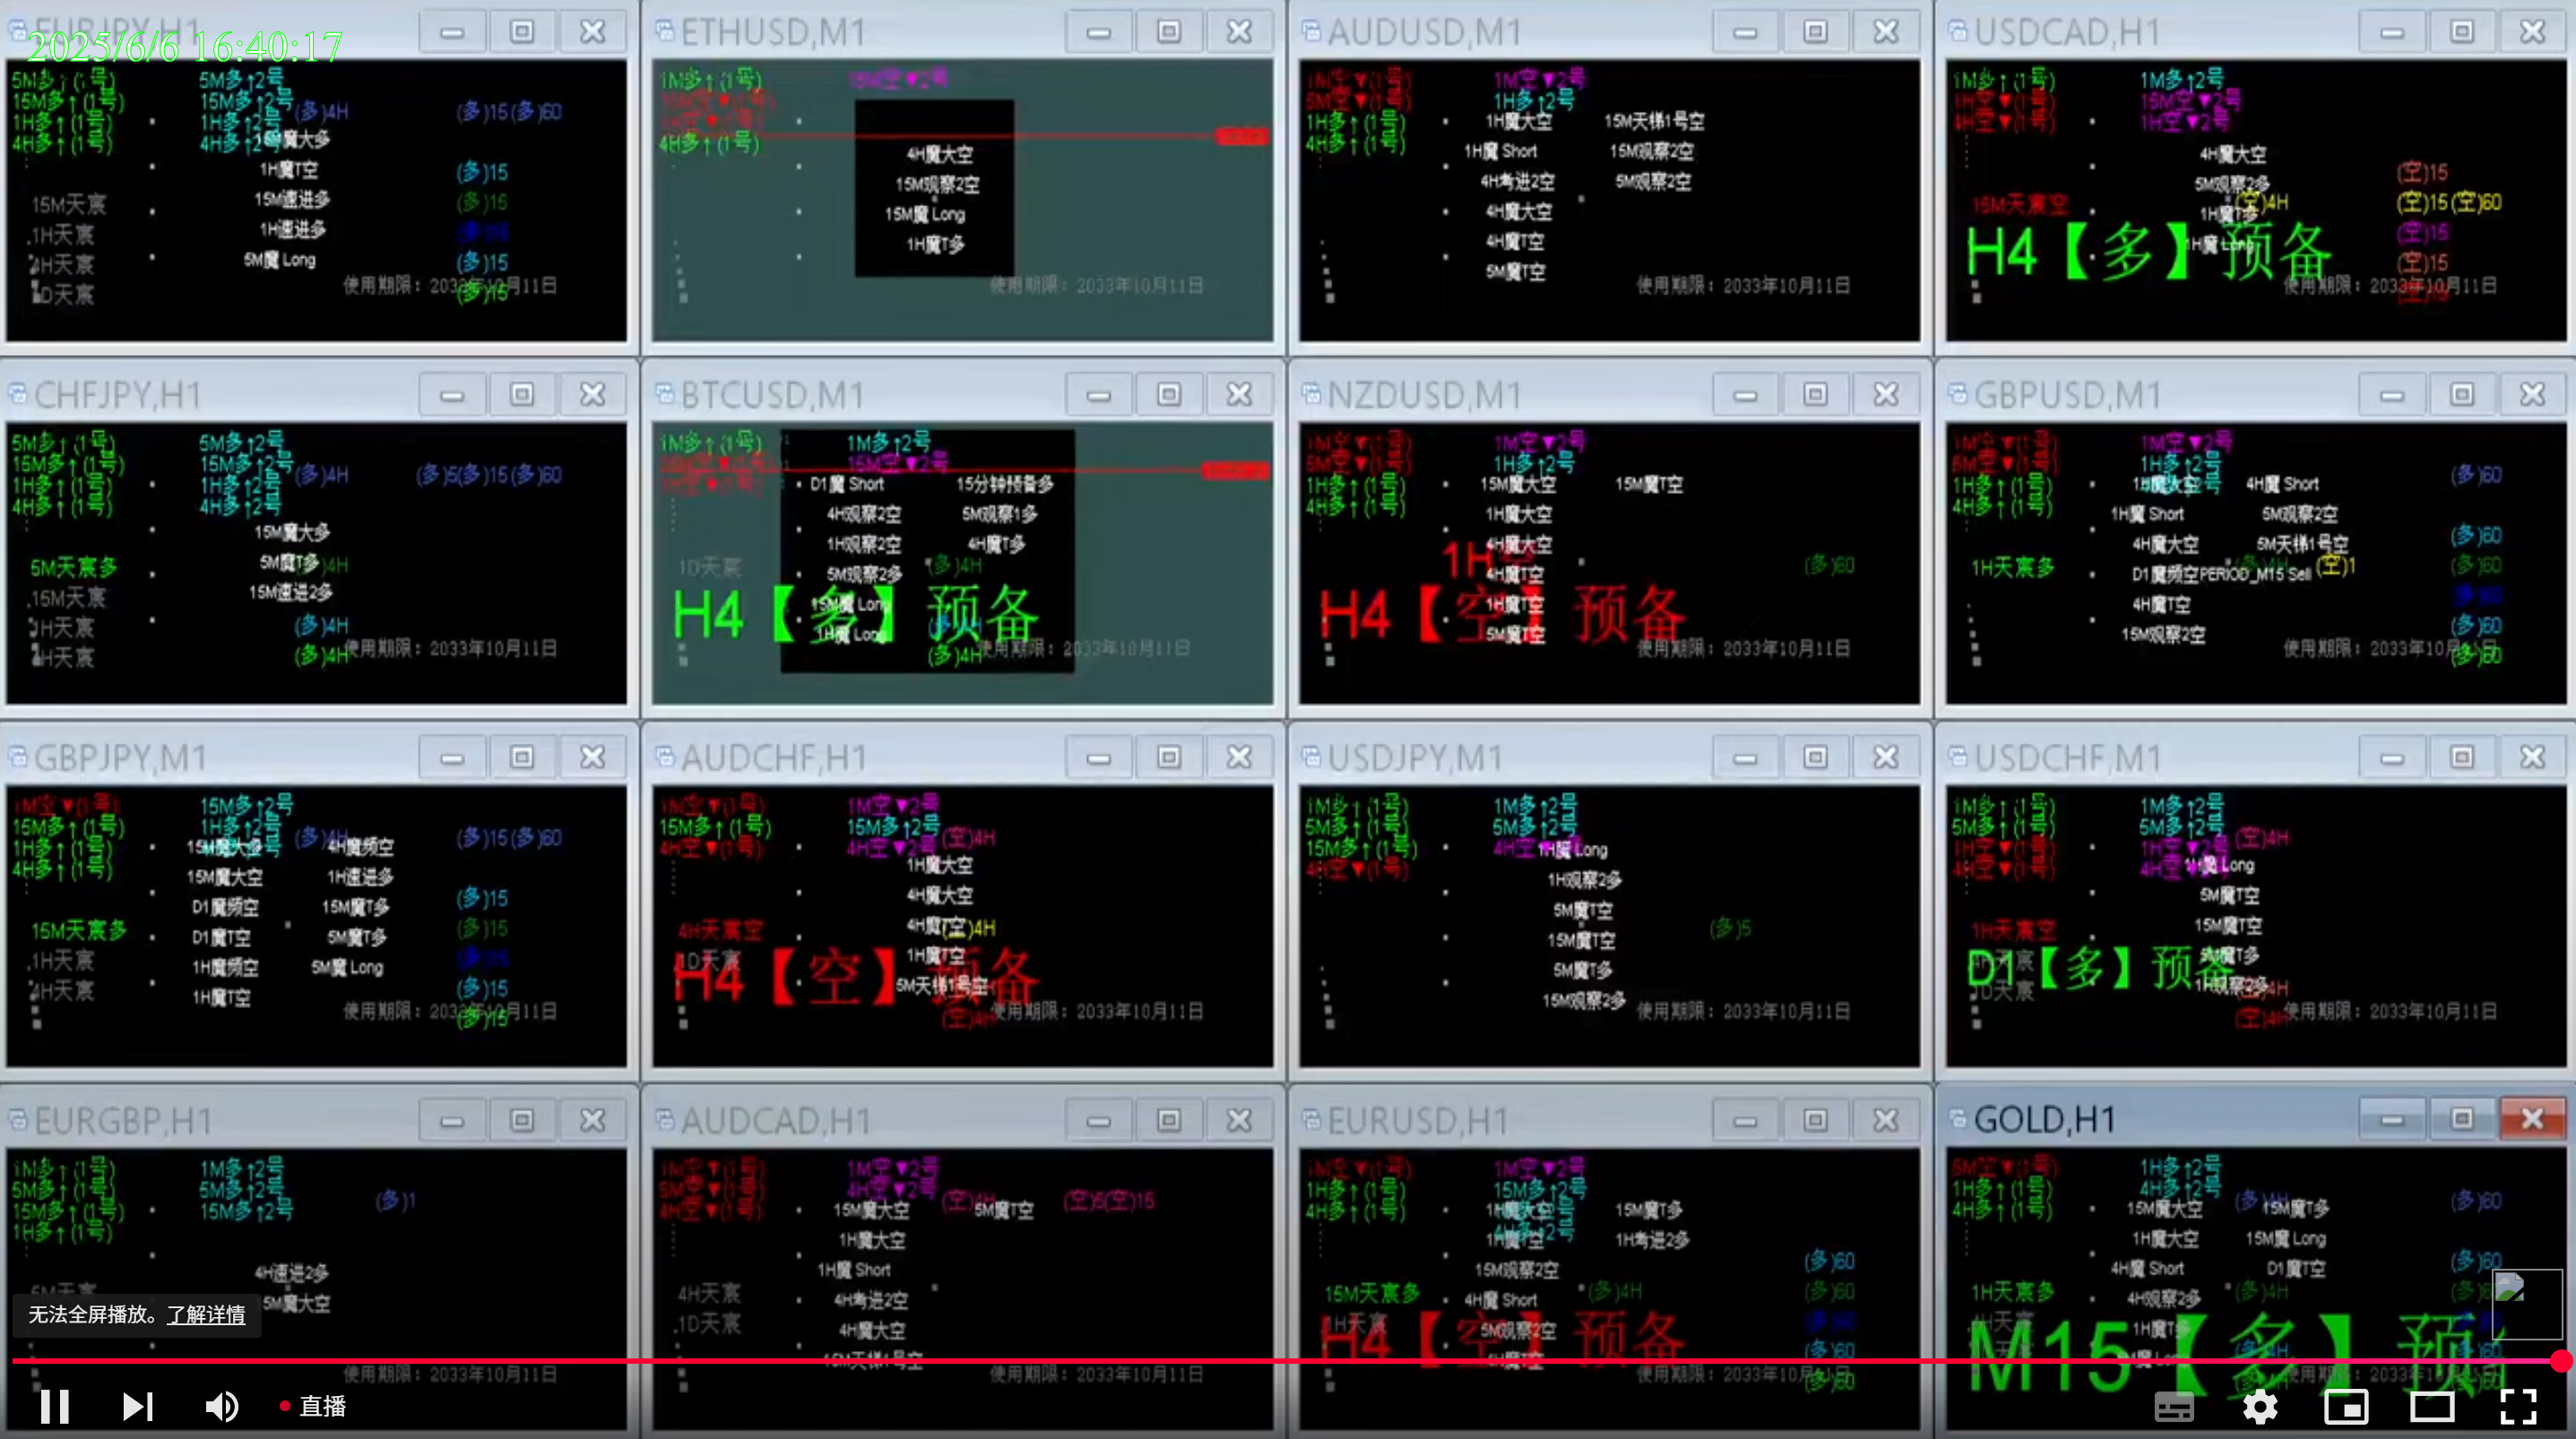 2025/6/6 16:40:17
EURJPY,H1
5M多↑(1号) 5M多↑2号
15M多↑(1号) 15M多↑2号 (多)4H (多)15(多)60
1H多↑(1号) 1H多↑2号
4H多↑(1号) 4H多↑2号
15M魔大多
1H魔T空 (多)15
15M天宸 15M速进多 (多)15
1H天宸 1H速进多
4H天宸 5M魔 Long (多)15
D天宸 使用期限：2033年10月11日
(多)15
ETHUSD,M1
1M多↑(1号) 15M空▼2号
15M空▼(1号)
1H空▼(1号)
4H多↑(1号)
4H魔大空
15M观察2空
15M魔 Long
1H魔T多
使用期限：2033年10月11日
AUDUSD,M1
1M空▼(1号) 1M空▼2号
5M空▼(1号) 1H多↑2号
1H多↑(1号) 1H魔大空 15M天梯1号空
4H多↑(1号) 1H魔 Short 15M观察2空
4H考进2空 5M观察2空
4H魔大空
4H魔T空
5M魔T空
使用期限：2033年10月11日
USDCAD,H1
1M多↑(1号) 1M多↑2号
1H空▼(1号) 15M空▼2号
4H空▼(1号) 1H空▼2号
4H魔大空 (空)15
5M观察2多
15M天宸空 1H魔T多 (空)4H (空)15(空)60
(空)15
H4【多】预备
1H魔 Long (空)15
使用期限：2033年10月11日
CHFJPY,H1
5M多↑(1号) 5M多↑2号
15M多↑(1号) 15M多↑2号 (多)4H (多)5(多)15(多)60
1H多↑(1号) 1H多↑2号
4H多↑(1号) 4H多↑2号
15M魔大多
5M天宸多 5M魔T多 4H
15M天宸 15M速进2多
H天宸 (多)4H
H天宸 (多)4H 使用期限：2033年10月11日
BTCUSD,M1
1M多↑(1号) 1M多↑2号
15M空▼(1号) 15M空▼2号
1H空▼(1号) D1魔 Short 15分钟预备多
4H观察2空 5M观察1多
1H观察2空 4H魔T多
1D天宸 5M观察2多 (多)4H
H4【多】预备
15M魔 Long
1H魔 Long
(多)4H 使用期限：2033年10月11日
NZDUSD,M1
1M空▼(1号) 1M空▼2号
5M空▼(1号) 1H多↑2号
1H多↑(1号) 15M魔大空 15M魔T空
4H多↑(1号) 1H魔大空
4H魔大空
1H空 4H魔T空 (多)60
H4【空】预备
1H魔T空
5M魔T空
使用期限：2033年10月11日
GBPUSD,M1
1M空▼(1号) 1M空▼2号
5M空▼(1号) 1H多↑2号 (多)60
1H多↑(1号) 1H魔大空 4H魔 Short
4H多↑(1号) 1H魔 Short 5M观察2空
4H魔大空 5M天梯1号空 (多)60
1H天宸多 D1魔频空PERIOD_M15 Sell (空)1 (多)60
4H魔T空
15M观察2空 (多)60
使用期限：2033年10月11日
(多)60
GBPJPY,M1
1M空▼(1号) 15M多↑2号
15M多↑(1号) 1H多↑2号 (多)4H (多)15(多)60
1H多↑(1号) 15M魔大多 4H魔频空
4H多↑(1号) 15M魔大空 1H速进多
D1魔频空 15M魔T多 (多)15
15M天宸多 D1魔T空 5M魔T多 (多)15
1H天宸 1H魔频空 5M魔 Long
4H天宸 1H魔T空 (多)15
使用期限：2033年10月11日
(多)15
AUDCHF,H1
1M空▼(1号) 1M空▼2号
15M多↑(1号) 15M多↑2号 (空)4H
4H空▼(1号) 4H空▼2号
1H魔大空
4H魔大空
4H天宸空 4H魔T空 (空)4H
1D天宸 1H魔T空
H4【空】预备
5M天梯1号空
(空)4H 使用期限：2033年10月11日
USDJPY,M1
1M多↑(1号) 1M多↑2号
5M多↑(1号) 5M多↑2号
15M多↑(1号) 4H空 1H魔 Long
4H空▼(1号) 1H观察2多
5M魔T空
15M魔T空 (多)5
5M魔T多
15M观察2多
使用期限：2033年10月11日
USDCHF,M1
1M多↑(1号) 1M多↑2号
5M多↑(1号) 5M多↑2号 (空)4H
1H空▼(1号) 1H空▼2号
4H空▼(1号) 4H空 1H魔 Long
5M魔T空
1H天宸空 15M魔T空
5M魔T多
D1【多】预备
1D天宸 1H观察2多 4H
(空)4H 使用期限：2033年10月11日
EURGBP,H1
1M多↑(1号) 1M多↑2号
5M多↑(1号) 5M多↑2号 (多)1
15M多↑(1号) 15M多↑2号
1H多↑(1号)
4H速进2多
5M天宸 5M魔大空
无法全屏播放。了解详情
使用期限：2033年10月11日
AUDCAD,H1
1M空▼(1号) 1M空▼2号
5M空▼(1号) 4H空▼2号 (空)4H (空)5(空)15
4H空▼(1号) 15M魔大空 5M魔T空
1H魔大空
1H魔 Short
4H天宸 4H考进2空
1D天宸 4H魔大空
15M天梯1号空
使用期限：2033年10月11日
EURUSD,H1
1M空▼(1号) 1M空▼2号
1H多↑(1号) 15M多↑2号
4H多↑(1号) 1H魔大空 15M魔T多
1H魔T空 1H考进2多
15M观察2空 (多)60
15M天宸多 4H魔 Short (多)4H (多)60
1H天宸 5M观察2空
H4【空】预备
4H魔T空 (多)60
使用期限：2033年10月11日
(多)60
GOLD,H1
5M空▼(1号) 1H多↑2号
1H多↑(1号) 4H多↑2号 (多)4H (多)60
4H多↑(1号) 15M魔大空 15M魔T多
1H魔大空 15M魔 Long
4H魔 Short D1魔T空 (多)60
1H天宸多 4H观察2多 (多)4H
1H魔T多
M15【多】预
使用期限：2033年10月11日
直播